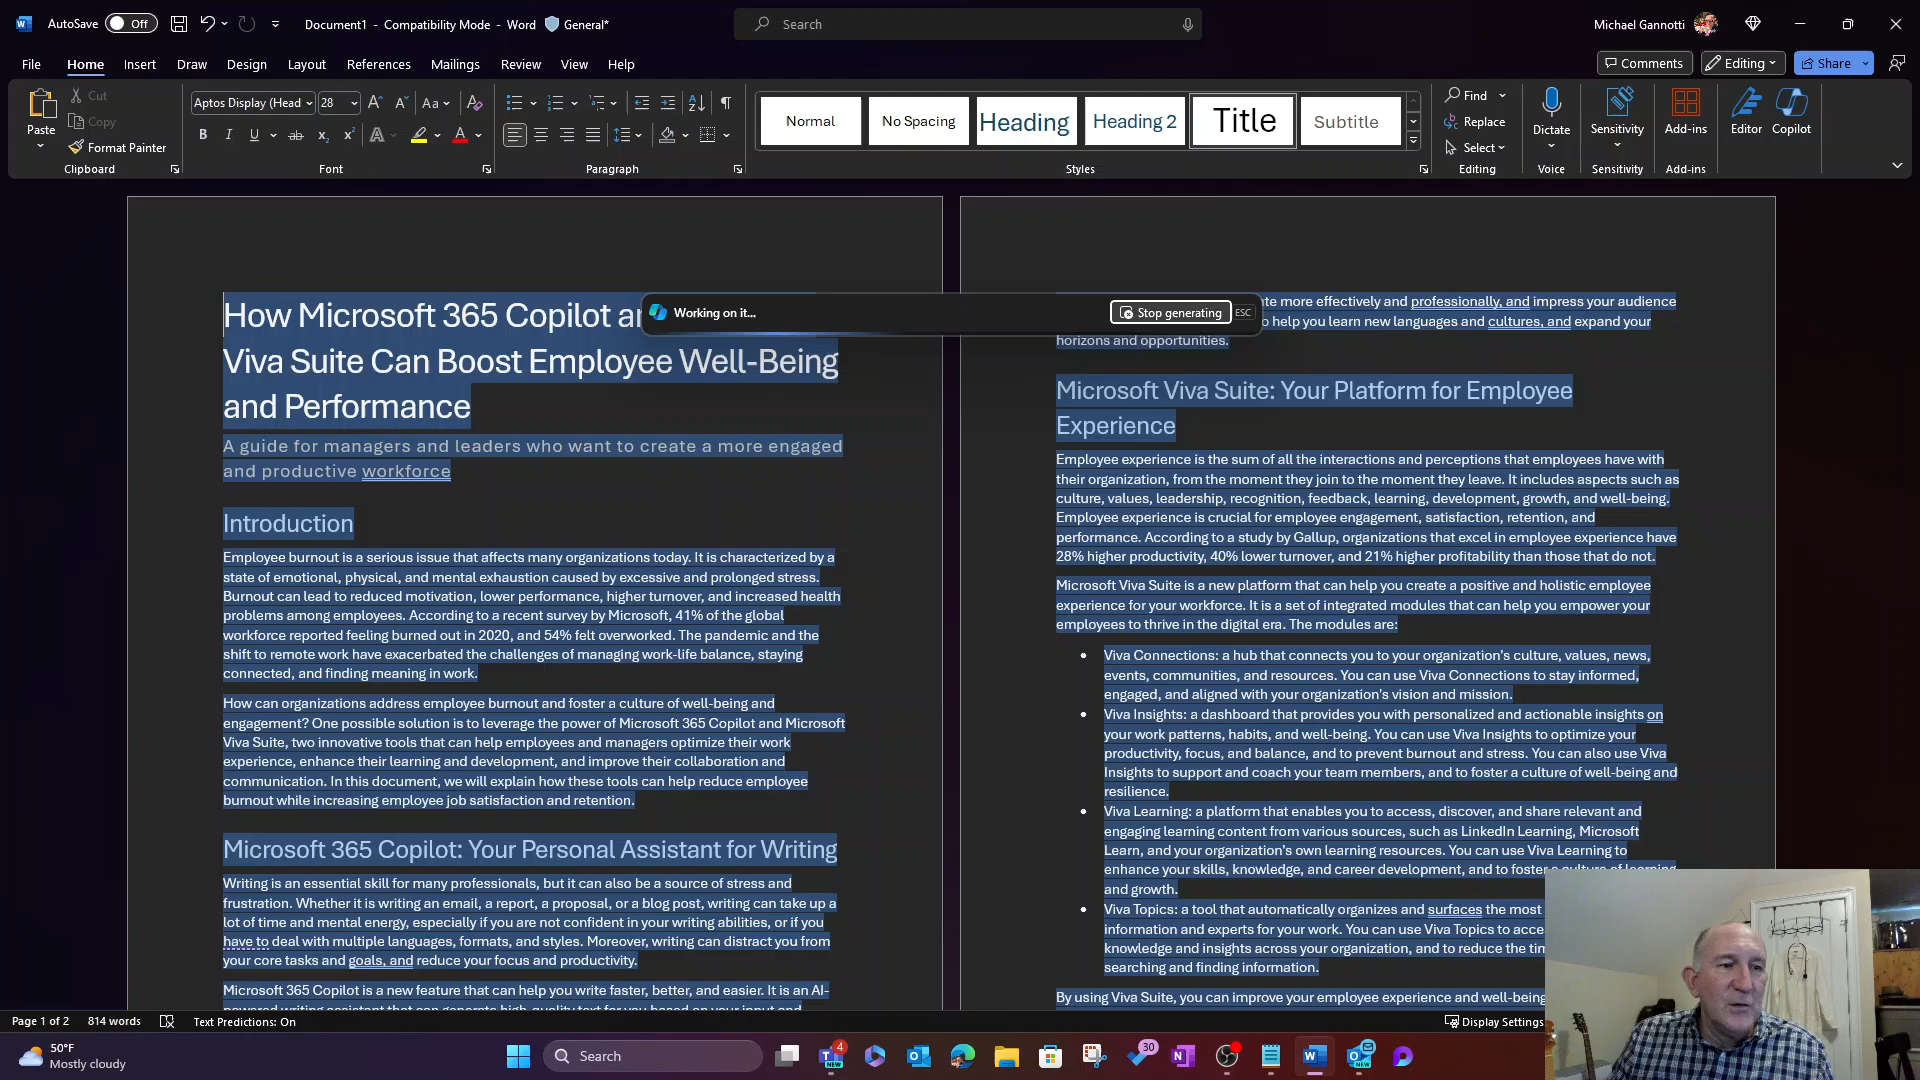 AutoSave Off Document1 - Compatibility Mode - Word General* Search Michael Gannotti
File Home Insert Draw Design Layout References Mailings Review View Help Comments Editing Share
Paste Cut Copy Format Painter Clipboard
Aptos Display (Head 28 Font
Paragraph
Normal No Spacing Heading Heading 2 Title Subtitle Styles
Find Replace Select Editing
Dictate Voice
Sensitivity Sensitivity
Add-ins Add-ins
Editor Copilot
Working on it... Stop generating ESC
How Microsoft 365 Copilot
Viva Suite Can Boost Employee Well-Being
and Performance
A guide for managers and leaders who want to create a more engaged
and productive workforce
Introduction
Employee burnout is a serious issue that affects many organizations today. It is characterized by a
state of emotional, physical, and mental exhaustion caused by excessive and prolonged stress.
Burnout can lead to reduced motivation, lower performance, higher turnover, and increased health
problems among employees. According to a recent survey by Microsoft, 41% of the global
workforce reported feeling burned out in 2020, and 54% felt overworked. The pandemic and the
shift to remote work have exacerbated the challenges of managing work-life balance, staying
connected, and finding meaning in work.
How can organizations address employee burnout and foster a culture of well-being and
engagement? One possible solution is to leverage the power of Microsoft 365 Copilot and Microsoft
Viva Suite, two innovative tools that can help employees and managers optimize their work
experience, enhance their learning and development, and improve their collaboration and
communication. In this document, we will explain how these tools can help reduce employee
burnout while increasing employee job satisfaction and retention.
Microsoft 365 Copilot: Your Personal Assistant for Writing
Writing is an essential skill for many professionals, but it can also be a source of stress and
frustration. Whether it is writing an email, a report, a proposal, or a blog post, writing can take up a
lot of time and mental energy, especially if you are not confident in your writing abilities, or if you
have to deal with multiple languages, formats, and styles. Moreover, writing can distract you from
your core tasks and goals, and reduce your focus and productivity.
Microsoft 365 Copilot is a new feature that can help you write faster, better, and easier. It is an AI-
more effectively and professionally, and impress your audience
to help you learn new languages and cultures, and expand your
horizons and opportunities.
Microsoft Viva Suite: Your Platform for Employee
Experience
Employee experience is the sum of all the interactions and perceptions that employees have with
their organization, from the moment they join to the moment they leave. It includes aspects such as
culture, values, leadership, recognition, feedback, learning, development, growth, and well-being.
Employee experience is crucial for employee engagement, satisfaction, retention, and
performance. According to a study by Gallup, organizations that excel in employee experience have
28% higher productivity, 40% lower turnover, and 21% higher profitability than those that do not.
Microsoft Viva Suite is a new platform that can help you create a positive and holistic employee
experience for your workforce. It is a set of integrated modules that can help you empower your
employees to thrive in the digital era. The modules are:
• Viva Connections: a hub that connects you to your organization's culture, values, news,
events, communities, and resources. You can use Viva Connections to stay informed,
engaged, and aligned with your organization's vision and mission.
• Viva Insights: a dashboard that provides you with personalized and actionable insights on
your work patterns, habits, and well-being. You can use Viva Insights to optimize your
productivity, focus, and balance, and to prevent burnout and stress. You can also use Viva
Insights to support and coach your team members, and to foster a culture of well-being and
resilience.
• Viva Learning: a platform that enables you to access, discover, and share relevant and
engaging learning content from various sources, such as LinkedIn Learning, Microsoft
Learn, and your organization's own learning resources. You can use Viva Learning to
enhance your skills, knowledge, and career development, and to foster a culture of learning
and growth.
• Viva Topics: a tool that automatically organizes and surfaces the most
information and experts for your work. You can use Viva Topics to
knowledge and insights across your organization, and to reduce the
searching and finding information.
By using Viva Suite, you can improve your employee experience and well-being
Page 1 of 2 814 words Text Predictions: On Display Settings
50°F
Mostly cloudy
Search
4
30
NEW
NEW